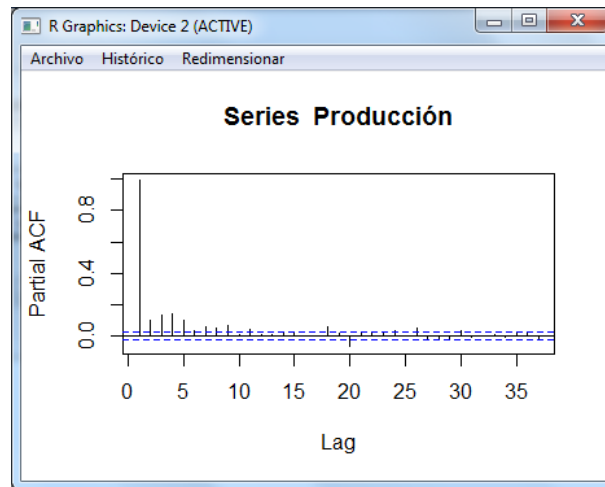 R Graphics: Device 2 (ACTIVE)
Archivo Histórico Redimensionar
Series Producción
Partial ACF
0.8
0.4
0.0
0 5 10 15 20 25 30 35
Lag